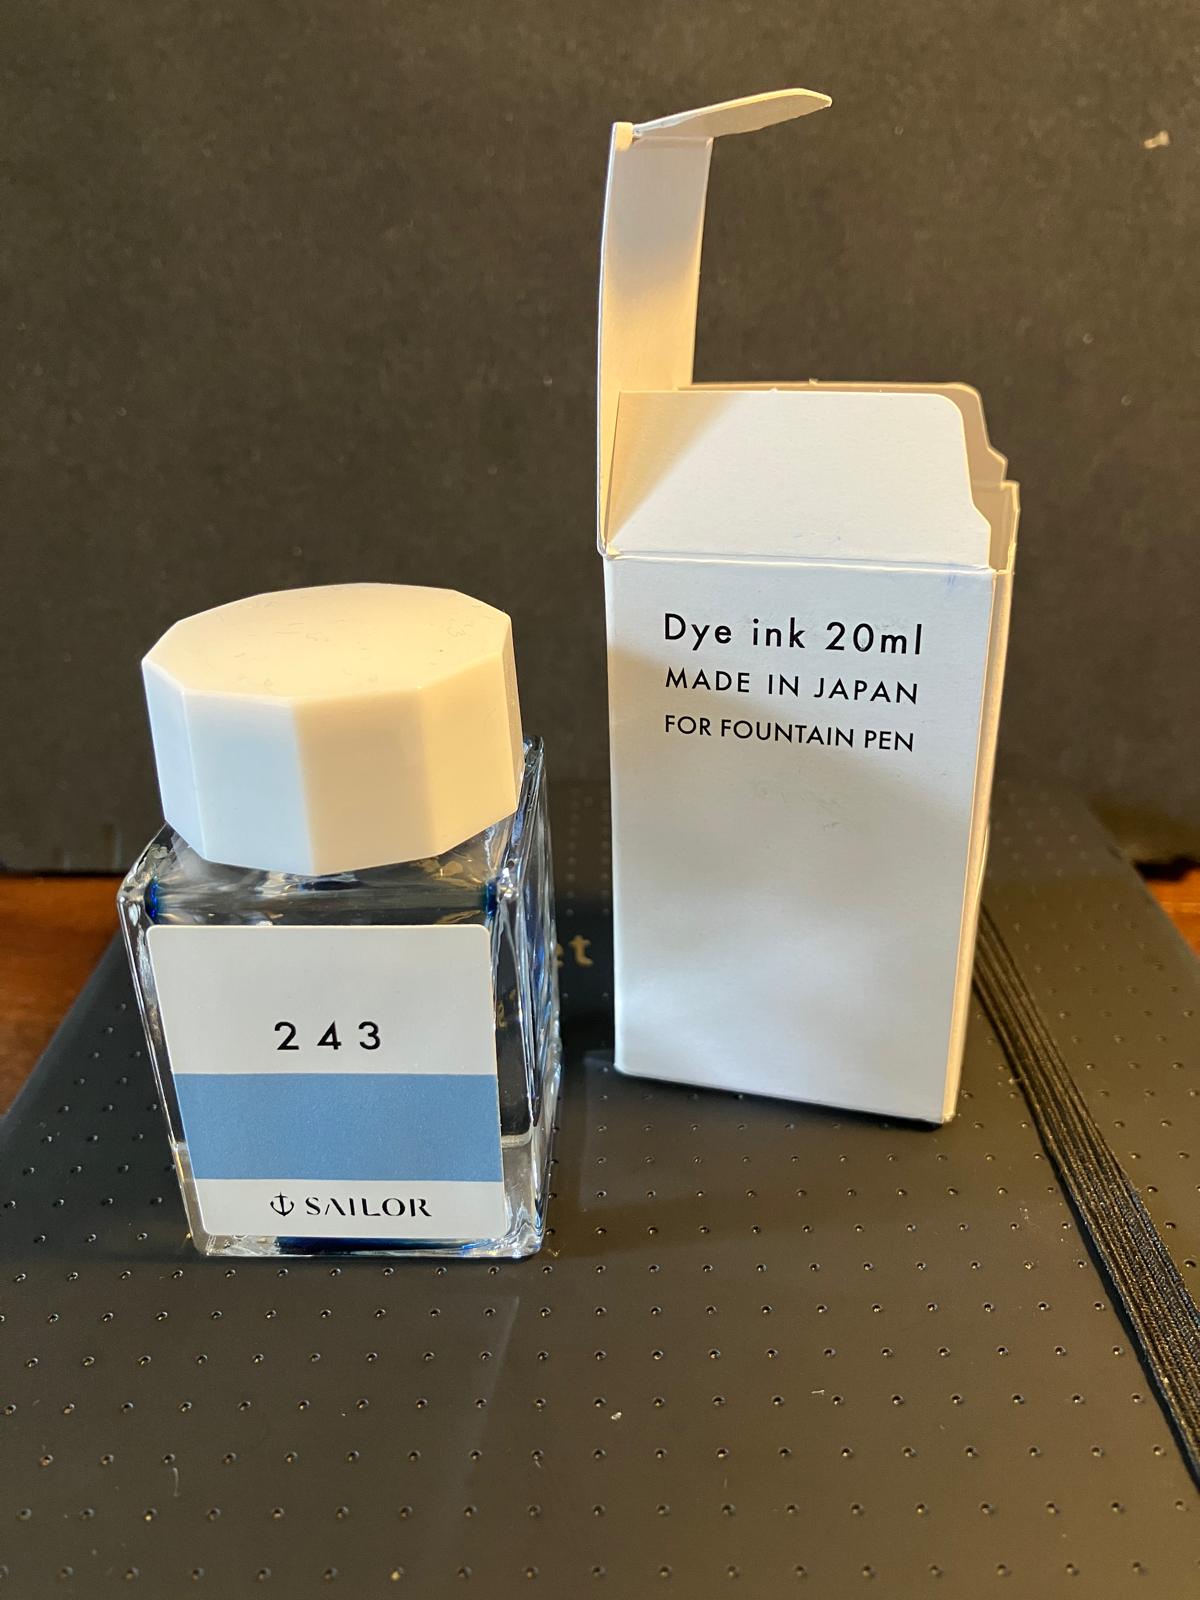 243
SAILOR
Dye ink 20ml
MADE IN JAPAN
FOR FOUNTAIN PEN